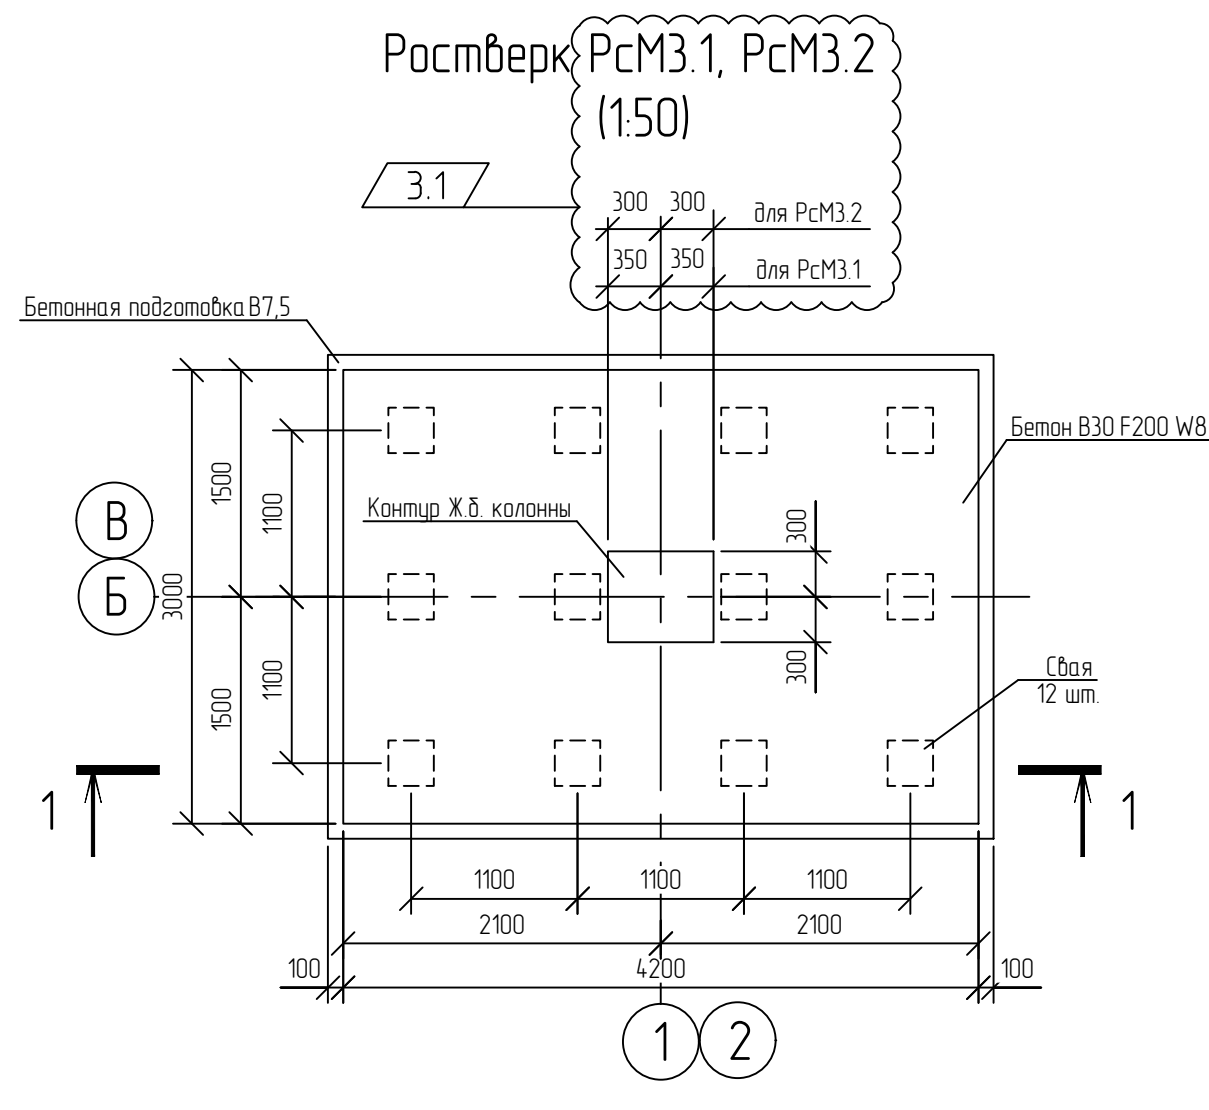 Ростверк РсМ3.1, РсМ3.2
(1:50)
3.1
300 300 для РсМ3.2
350 350 для РсМ3.1
Бетонная подготовка В7,5
Бетон В30 F200 W8
Контур Ж.б. колонны
1500
1100
300
В
Б
3000
300
1500
1100
Свая
12 шт.
1
1
1100 1100 1100
2100 2100
100 4200 100
1 2